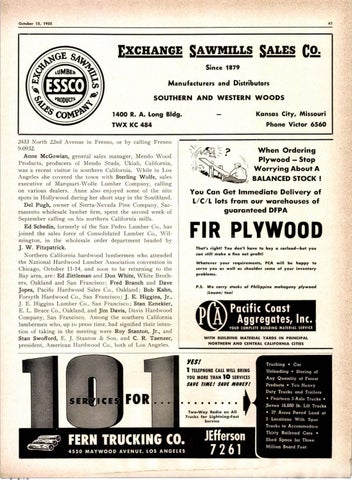 October 15, 1950
61
EXCHANGE SAWMILLS
LUMBER
ESSCO
PRODUCTS
SALES COMPANY
EXCHANGE SAWMILLS SALES CO.
Since 1879
Manufacturers and Distributors
SOUTHERN AND WESTERN WOODS
1400 R. A. Long Bldg. — Kansas City, Missouri
TWX KC 484 Phone Victor 6560
2433 North 22nd Avenue in Fresno, or by calling Fresno
9-0932.
Anne McGowian, general sales manager, Mendo Wood
Products, producers of Mendo Studs, Ukiah, California,
was a recent visitor in southern California. While in Los
Angeles she covered the town with Sterling Wolfe, sales
executive of Marquart-Wolfe Lumber Company, calling
on various dealers. Anne also enjoyed some of the nite
spots in Hollywood during her short stay in the Southland.
Del Pugh, owner of Sierra-Nevada Pine Company, Sac-
ramento wholesale lumber firm, spent the second week of
September calling on his northern California mills.
Ed Schedin, formerly of the San Pedro Lumber Co., has
joined the sales force of Consolidated Lumber Co., Wil-
mington, in the wholesale order department headed by
J. W. Fitzpatrick.
Northern California hardwood lumbermen who attended
the National Hardwood Lumber Association convention in
Chicago, October 11-14, and soon to be returning to the
Bay area, are: Ed Zieleman and Don White, White Broth-
ers, Oakland and San Francisco; Fred Branch and Dave
Japes, Pacific Hardwood Sales Co., Oakland; Bob Kahn,
Forsyth Hardwood Co., San Francisco; J. E. Higgins, Jr.,
J. E. Higgins Lumber Co., San Francisco; Stan Ezekeier,
E. L. Bruce Co., Oakland, and Jim Davis, Davis Hardwood
Company, San Francisco. Among the southern California
lumbermen who, up to press time, had signified their inten-
tion of taking in the meeting were Roy Stanton, Jr., and
Stan Swofford, E. J. Stanton & Son, and C. R. Taenzer,
president, American Hardwood Co., both of Los Angeles.
When Ordering
Plywood — Stop
Worrying About A
BALANCED STOCK!
You Can Get Immediate Delivery of
L/C/L lots from our warehouses of
guaranteed DFPA
FIR PLYWOOD
That's right! You don't have to buy a carload—but you
can still make a fine net profit!
Whatever your requirements, PCA will be happy to
serve you as well as shoulder some of your inventory
problems.
P.S. We carry stocks of Philippine mahogany plywood
(Lauan) too!
PCA
Pacific Coast
Aggregates, Inc.
YOUR COMPLETE BUILDING MATERIAL SERVICE
WITH BUILDING MATERIAL YARDS IN PRINCIPAL
NORTHERN AND CENTRAL CALIFORNIA CITIES
10 SERVICES FOR 1
YES!
1 TELEPHONE CALL WILL BRING
YOU MORE THAN 10 SERVICES
SAVE TIME! SAVE MONEY!
Two-Way Radio on All
Trucks for Lightning-Fast
Service
FERN TRUCKING CO.
4550 MAYWOOD AVENUE, LOS ANGELES
JEfferson
7261
Trucking • Car
Unloading • Storing of
Any Quantity of Forest
Products • Ten Heavy
Duty Trucks and Trailers
• Fourteen 3-Axle Trucks •
Seven 18,000 lb. Lift Trucks
• 27 Acres Paved Land at
2 Locations With Spur
Tracks to Accommodate
Thirty Railroad Cars •
Shed Space for Three
Million Board Feet